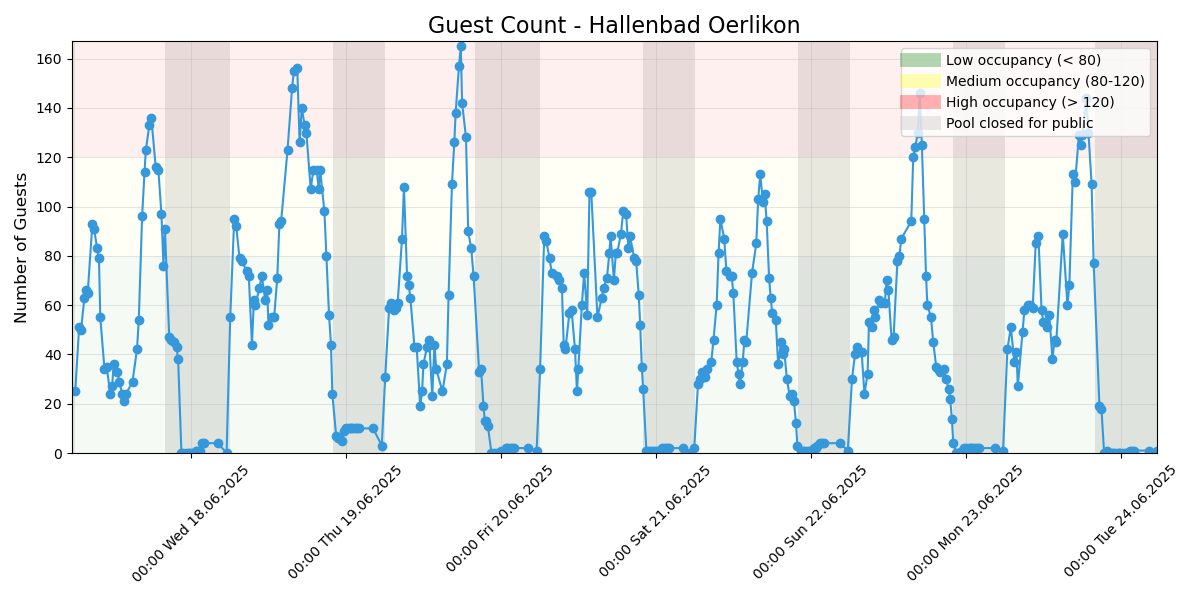 Guest Count - Hallenbad Oerlikon
Number of Guests
160
140
120
100
80
60
40
20
0
Low occupancy (< 80)
Medium occupancy (80-120)
High occupancy (> 120)
Pool closed for public
00:00 Wed 18.06.2025
00:00 Thu 19.06.2025
00:00 Fri 20.06.2025
00:00 Sat 21.06.2025
00:00 Sun 22.06.2025
00:00 Mon 23.06.2025
00:00 Tue 24.06.2025